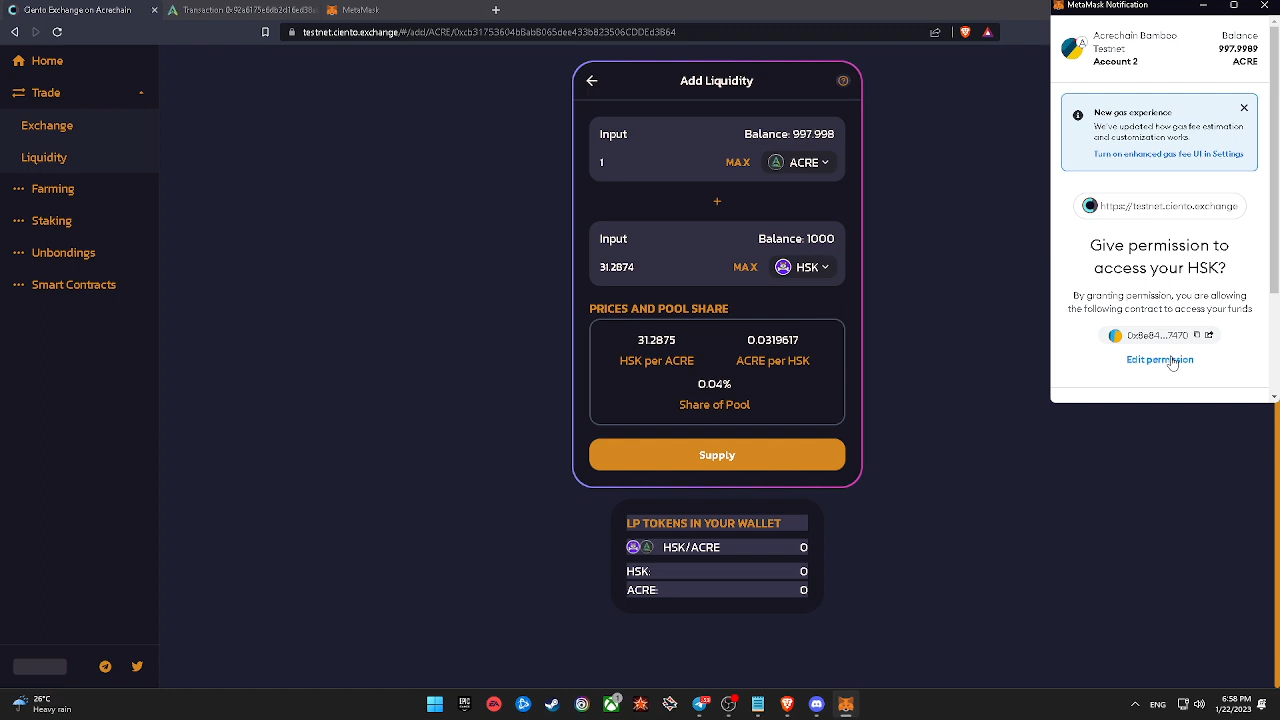 Ciento Exchange on Acrechain
Transaction 0x92a6175e6db2d16ed38a
MetaMask
testnet.ciento.exchange/#/add/ACRE/0xcb31753604bBabB065dee433b823506CDDEd3B64
MetaMask Notification
Home
Trade
Exchange
Liquidity
Farming
Staking
Unbondings
Smart Contracts
Add Liquidity
Input Balance: 997.998
1 MAX ACRE
+
Input Balance: 1000
31.2874 MAX HSK
PRICES AND POOL SHARE
31.2875 0.0319617
HSK per ACRE ACRE per HSK
0.04%
Share of Pool
Supply
LP TOKENS IN YOUR WALLET
HSK/ACRE 0
HSK: 0
ACRE: 0
Acrechain Bamboo Balance
Testnet 997.9989
Account 2 ACRE
New gas experience
We've updated how gas fee estimation
and customization works.
Turn on enhanced gas fee UI in Settings
https://testnet.ciento.exchange
Give permission to
access your HSK?
By granting permission, you are allowing
the following contract to access your funds
0x8e84...7470
Edit permission
26°C
Heavy rain
ENG
6:58 PM
1/22/2023